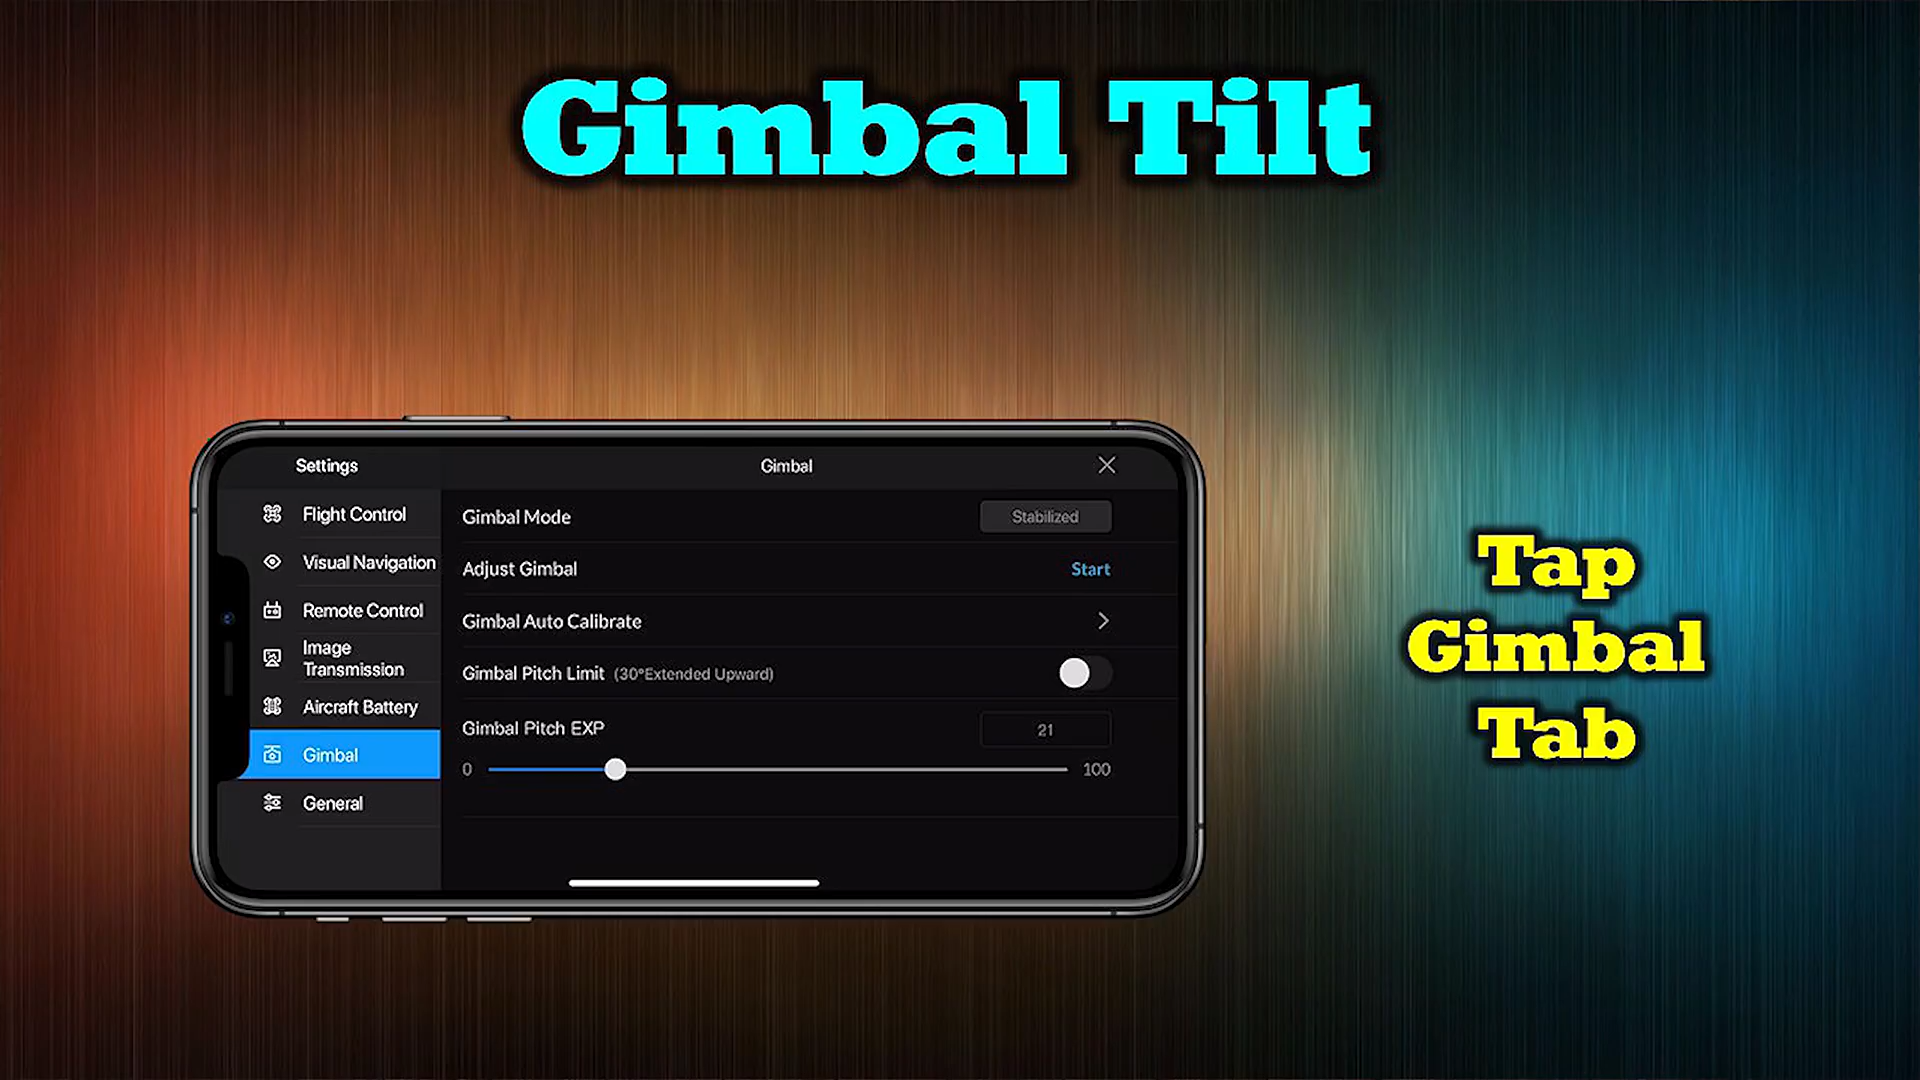 Gimbal Tilt
Settings
Gimbal
Flight Control
Visual Navigation
Remote Control
Image
Transmission
Aircraft Battery
Gimbal
General
Gimbal Mode
Stabilized
Adjust Gimbal
Start
Gimbal Auto Calibrate
Gimbal Pitch Limit (30°Extended Upward)
Gimbal Pitch EXP
21
0
100
Tap
Gimbal
Tab